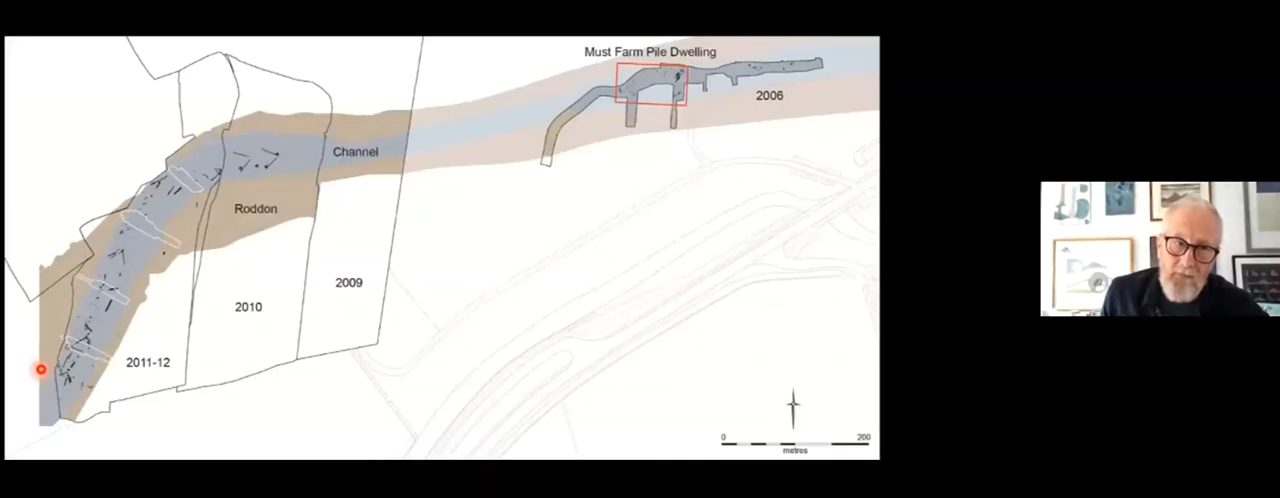 Must Farm Pile Dwelling
2006
Channel
Roddon
2009
2010
2011-12
0 200
metres